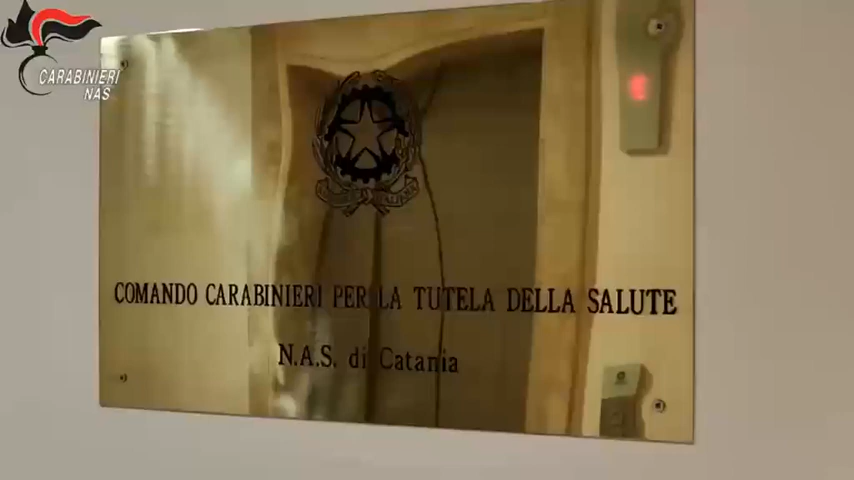 CARABINIERI
NAS
COMANDO CARABINIERI PER LA TUTELA DELLA SALUTE
N.A.S. di Catania